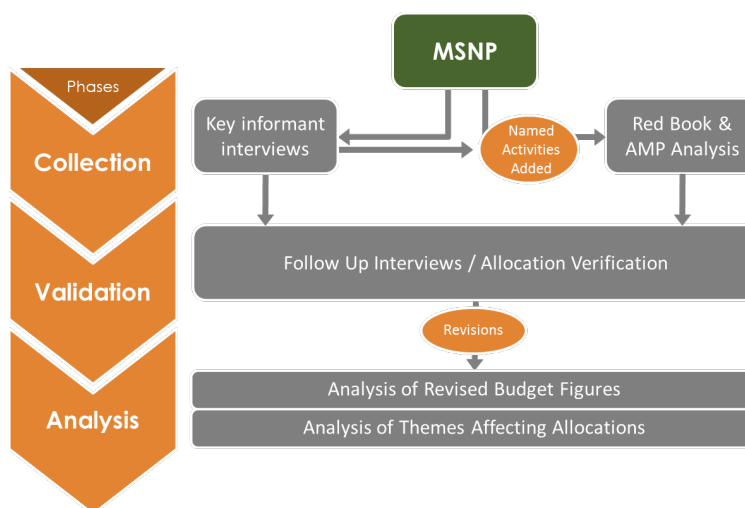 MSNP
Phases
Collection
Key informant
interviews
Named
Activities
Added
Red Book &
AMP Analysis
Validation
Follow Up Interviews / Allocation Verification
Revisions
Analysis
Analysis of Revised Budget Figures
Analysis of Themes Affecting Allocations